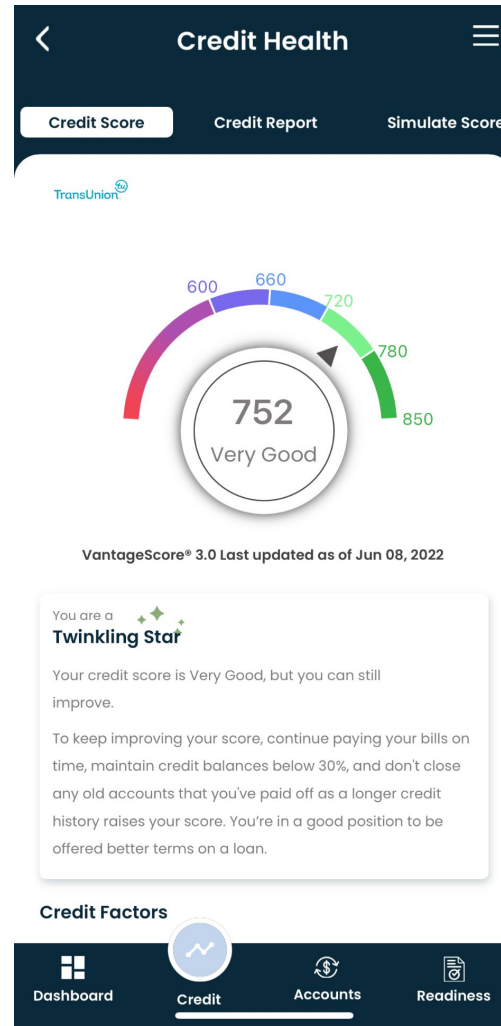 Credit Health
Credit Score
Credit Report
Simulate Score
TransUnion
tu
600
660
720
780
850
752
Very Good
VantageScore® 3.0 Last updated as of Jun 08, 2022
You are a
Twinkling Star
Your credit score is Very Good, but you can still
improve.
To keep improving your score, continue paying your bills on
time, maintain credit balances below 30%, and don't close
any old accounts that you've paid off as a longer credit
history raises your score. You're in a good position to be
offered better terms on a loan.
Credit Factors
Dashboard
Credit
Accounts
Readiness